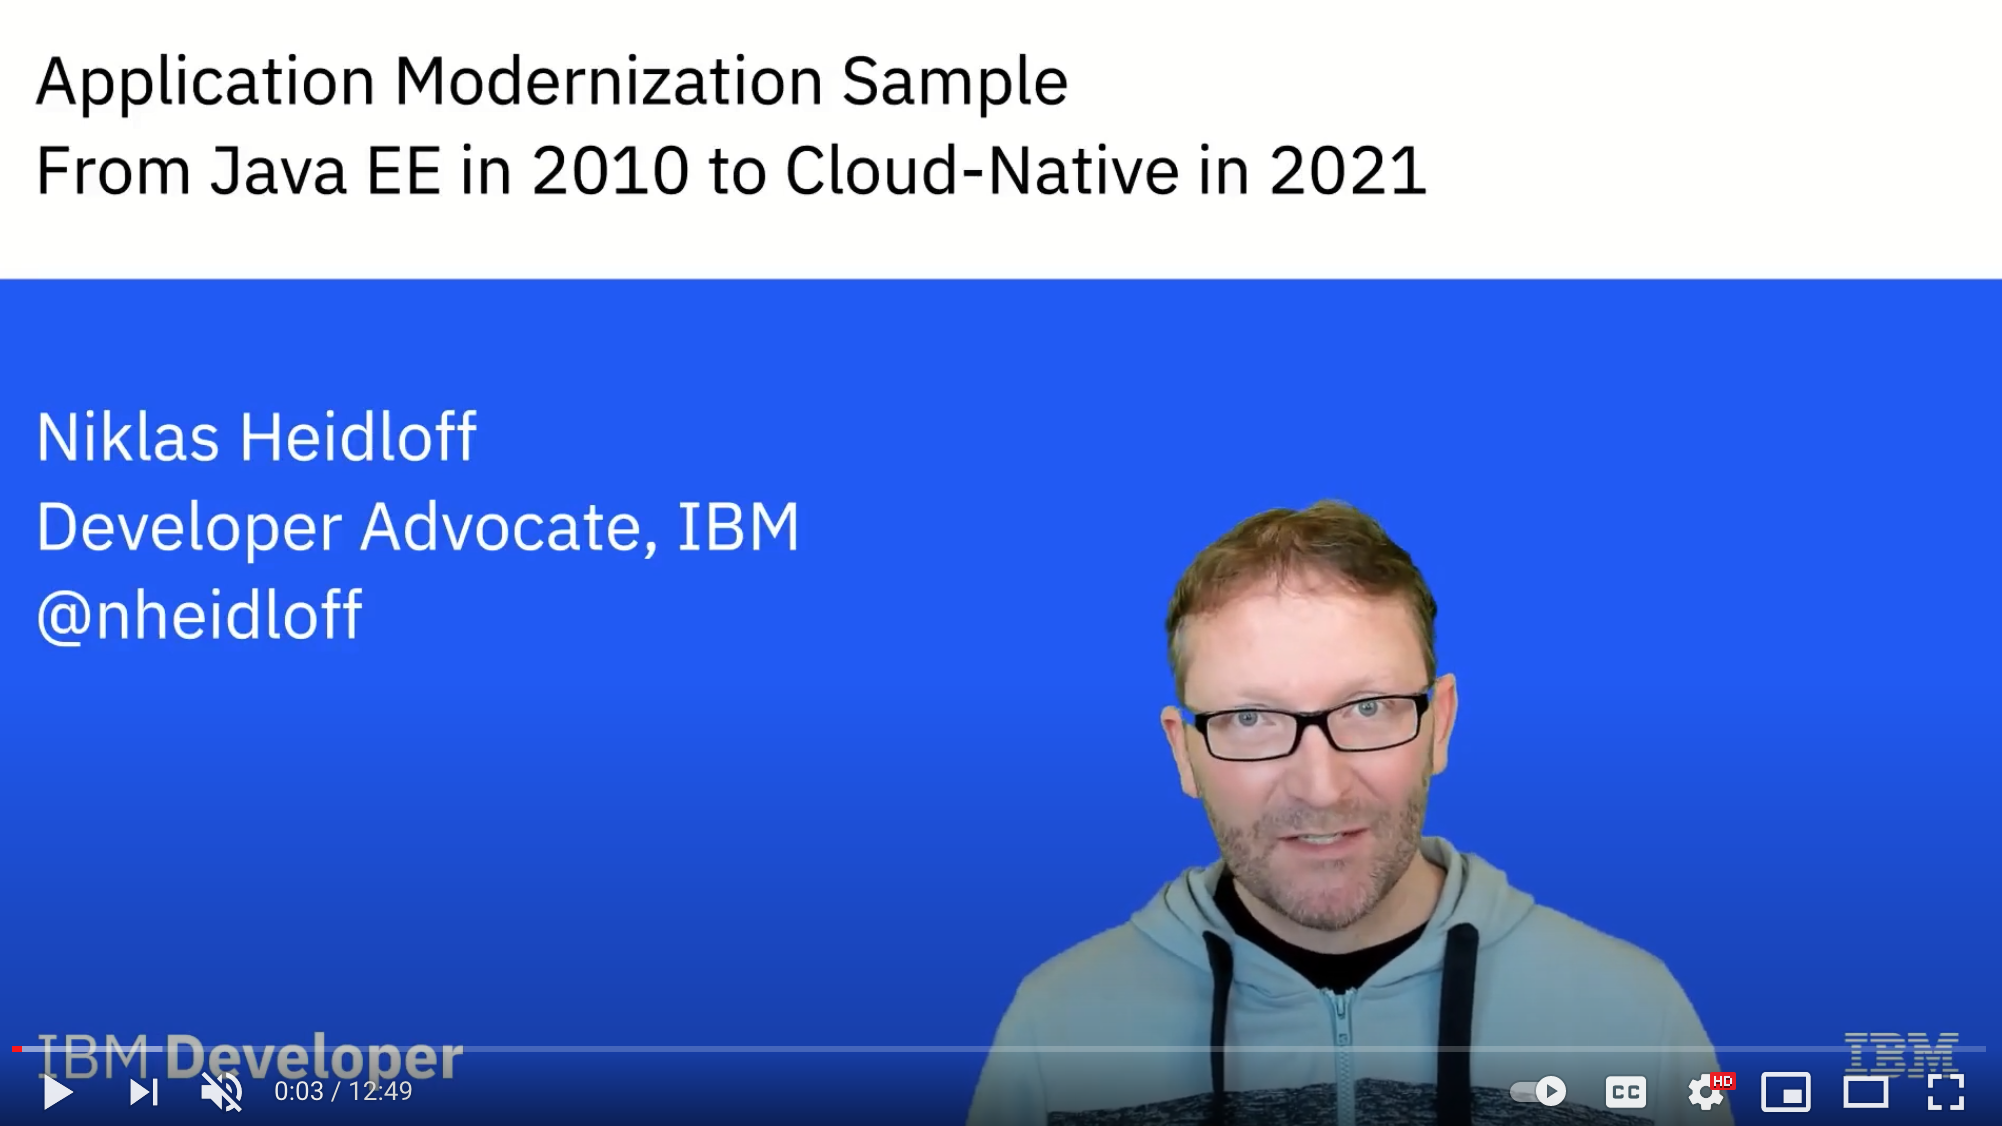 Application Modernization Sample
From Java EE in 2010 to Cloud-Native in 2021
Niklas Heidloff
Developer Advocate, IBM
@nheidloff
IBM Developer
IBM
0:03 / 12:49
CC
HD